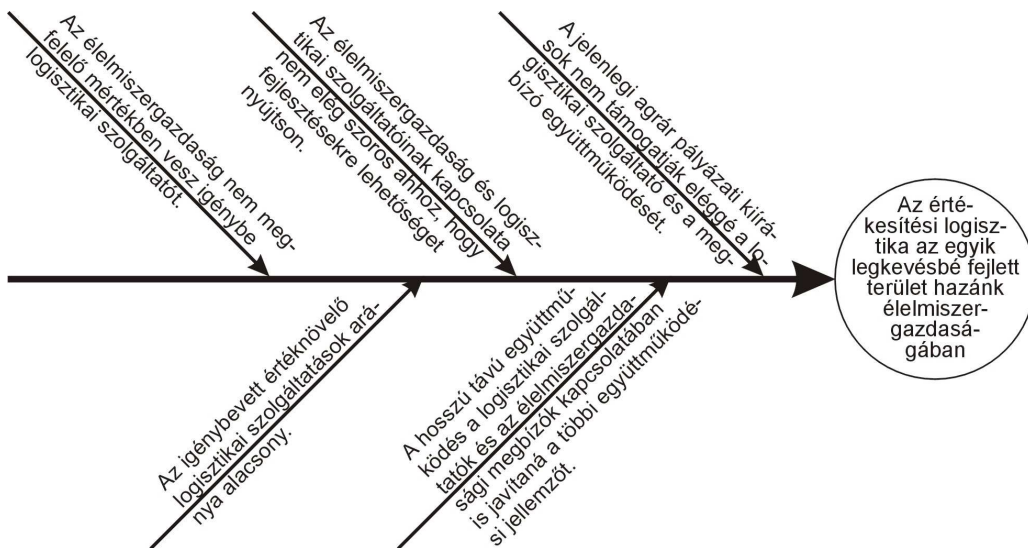 Az élelmiszergazdaság nem meg-
felelő mértékben vesz igénybe
logisztikai szolgáltatót.
Az élelmiszergazdaság és logisz-
tikai szolgáltatóinak kapcsolata
nem elég szoros ahhoz, hogy
fejlesztésekre lehetőséget
nyújtson.
A jelenlegi agrár pályázati kiírá-
sok nem támogatják eléggé a lo-
gisztikai szolgáltató és a meg-
bízó együttműködését.
Az érté-
kesítési logisz-
tika az egyik
legkevésbé fejlett
terület hazánk
élelmiszer-
gazdasá-
gában
Az igénybevett értéknövelő
logisztikai szolgáltatások ará-
nya alacsony.
A hosszú távú együttmű-
ködés a logisztikai szolgál-
tatók és az élelmiszergazda-
sági megbízók kapcsolatában
is javítaná a többi együttműködé-
si jellemzőt.